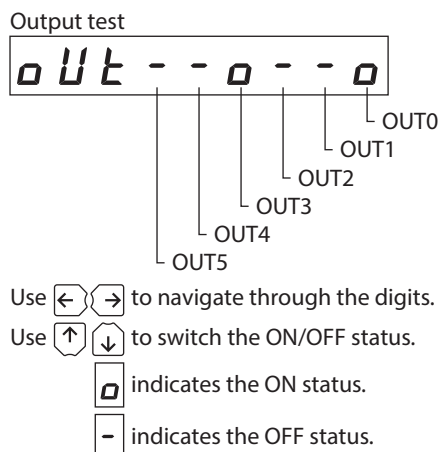 Output test
oUt - - o - - o
OUT0
OUT1
OUT2
OUT3
OUT4
OUT5
Use ← → to navigate through the digits.
Use ↑ ↓ to switch the ON/OFF status.
o indicates the ON status.
- indicates the OFF status.